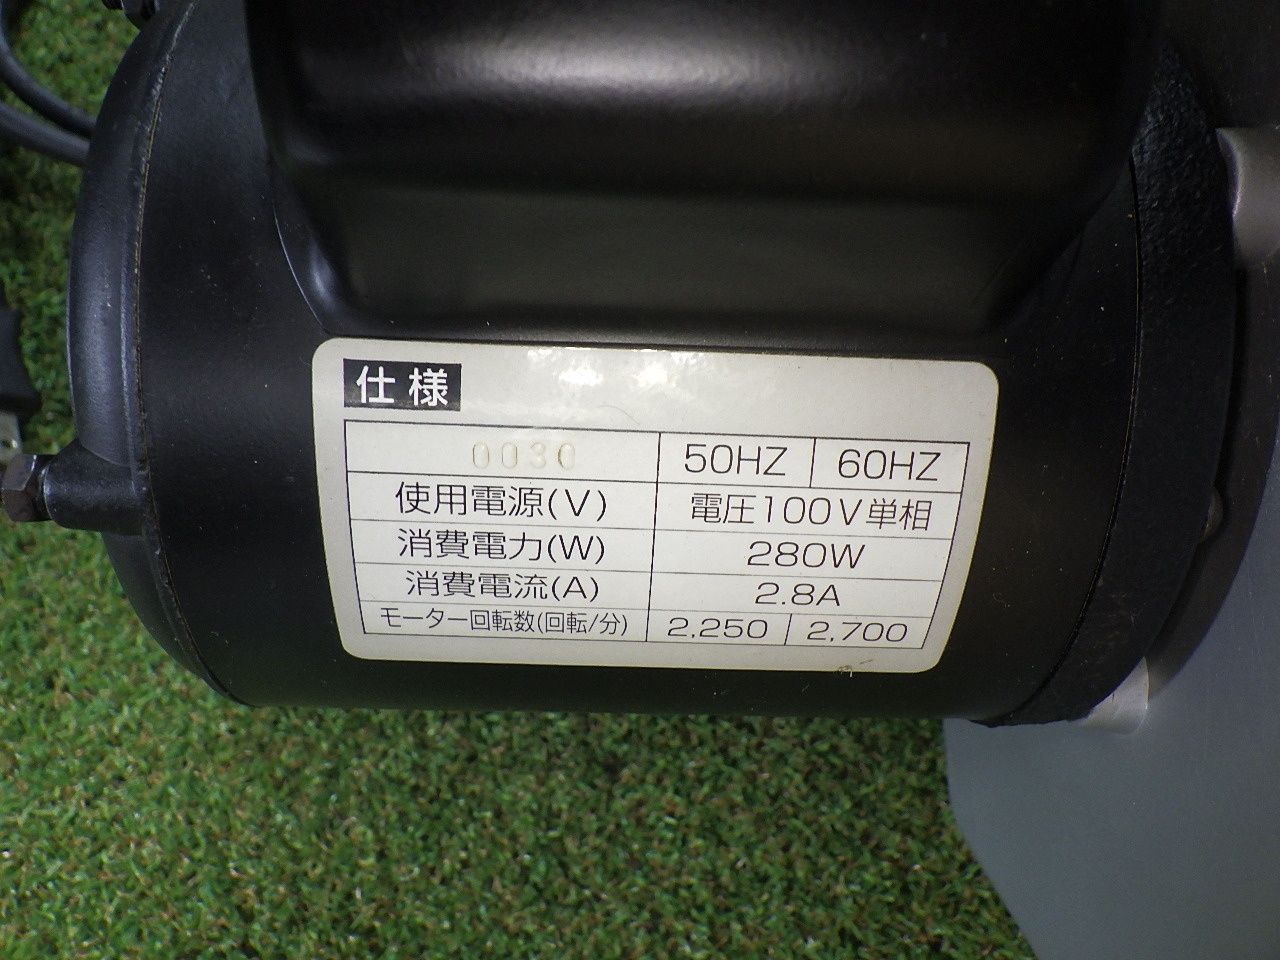 仕様
0030 50HZ 60HZ
使用電源(V) 電圧100V単相
消費電力(W) 280W
消費電流(A) 2.8A
モーター回転数(回転/分) 2,250 2,700